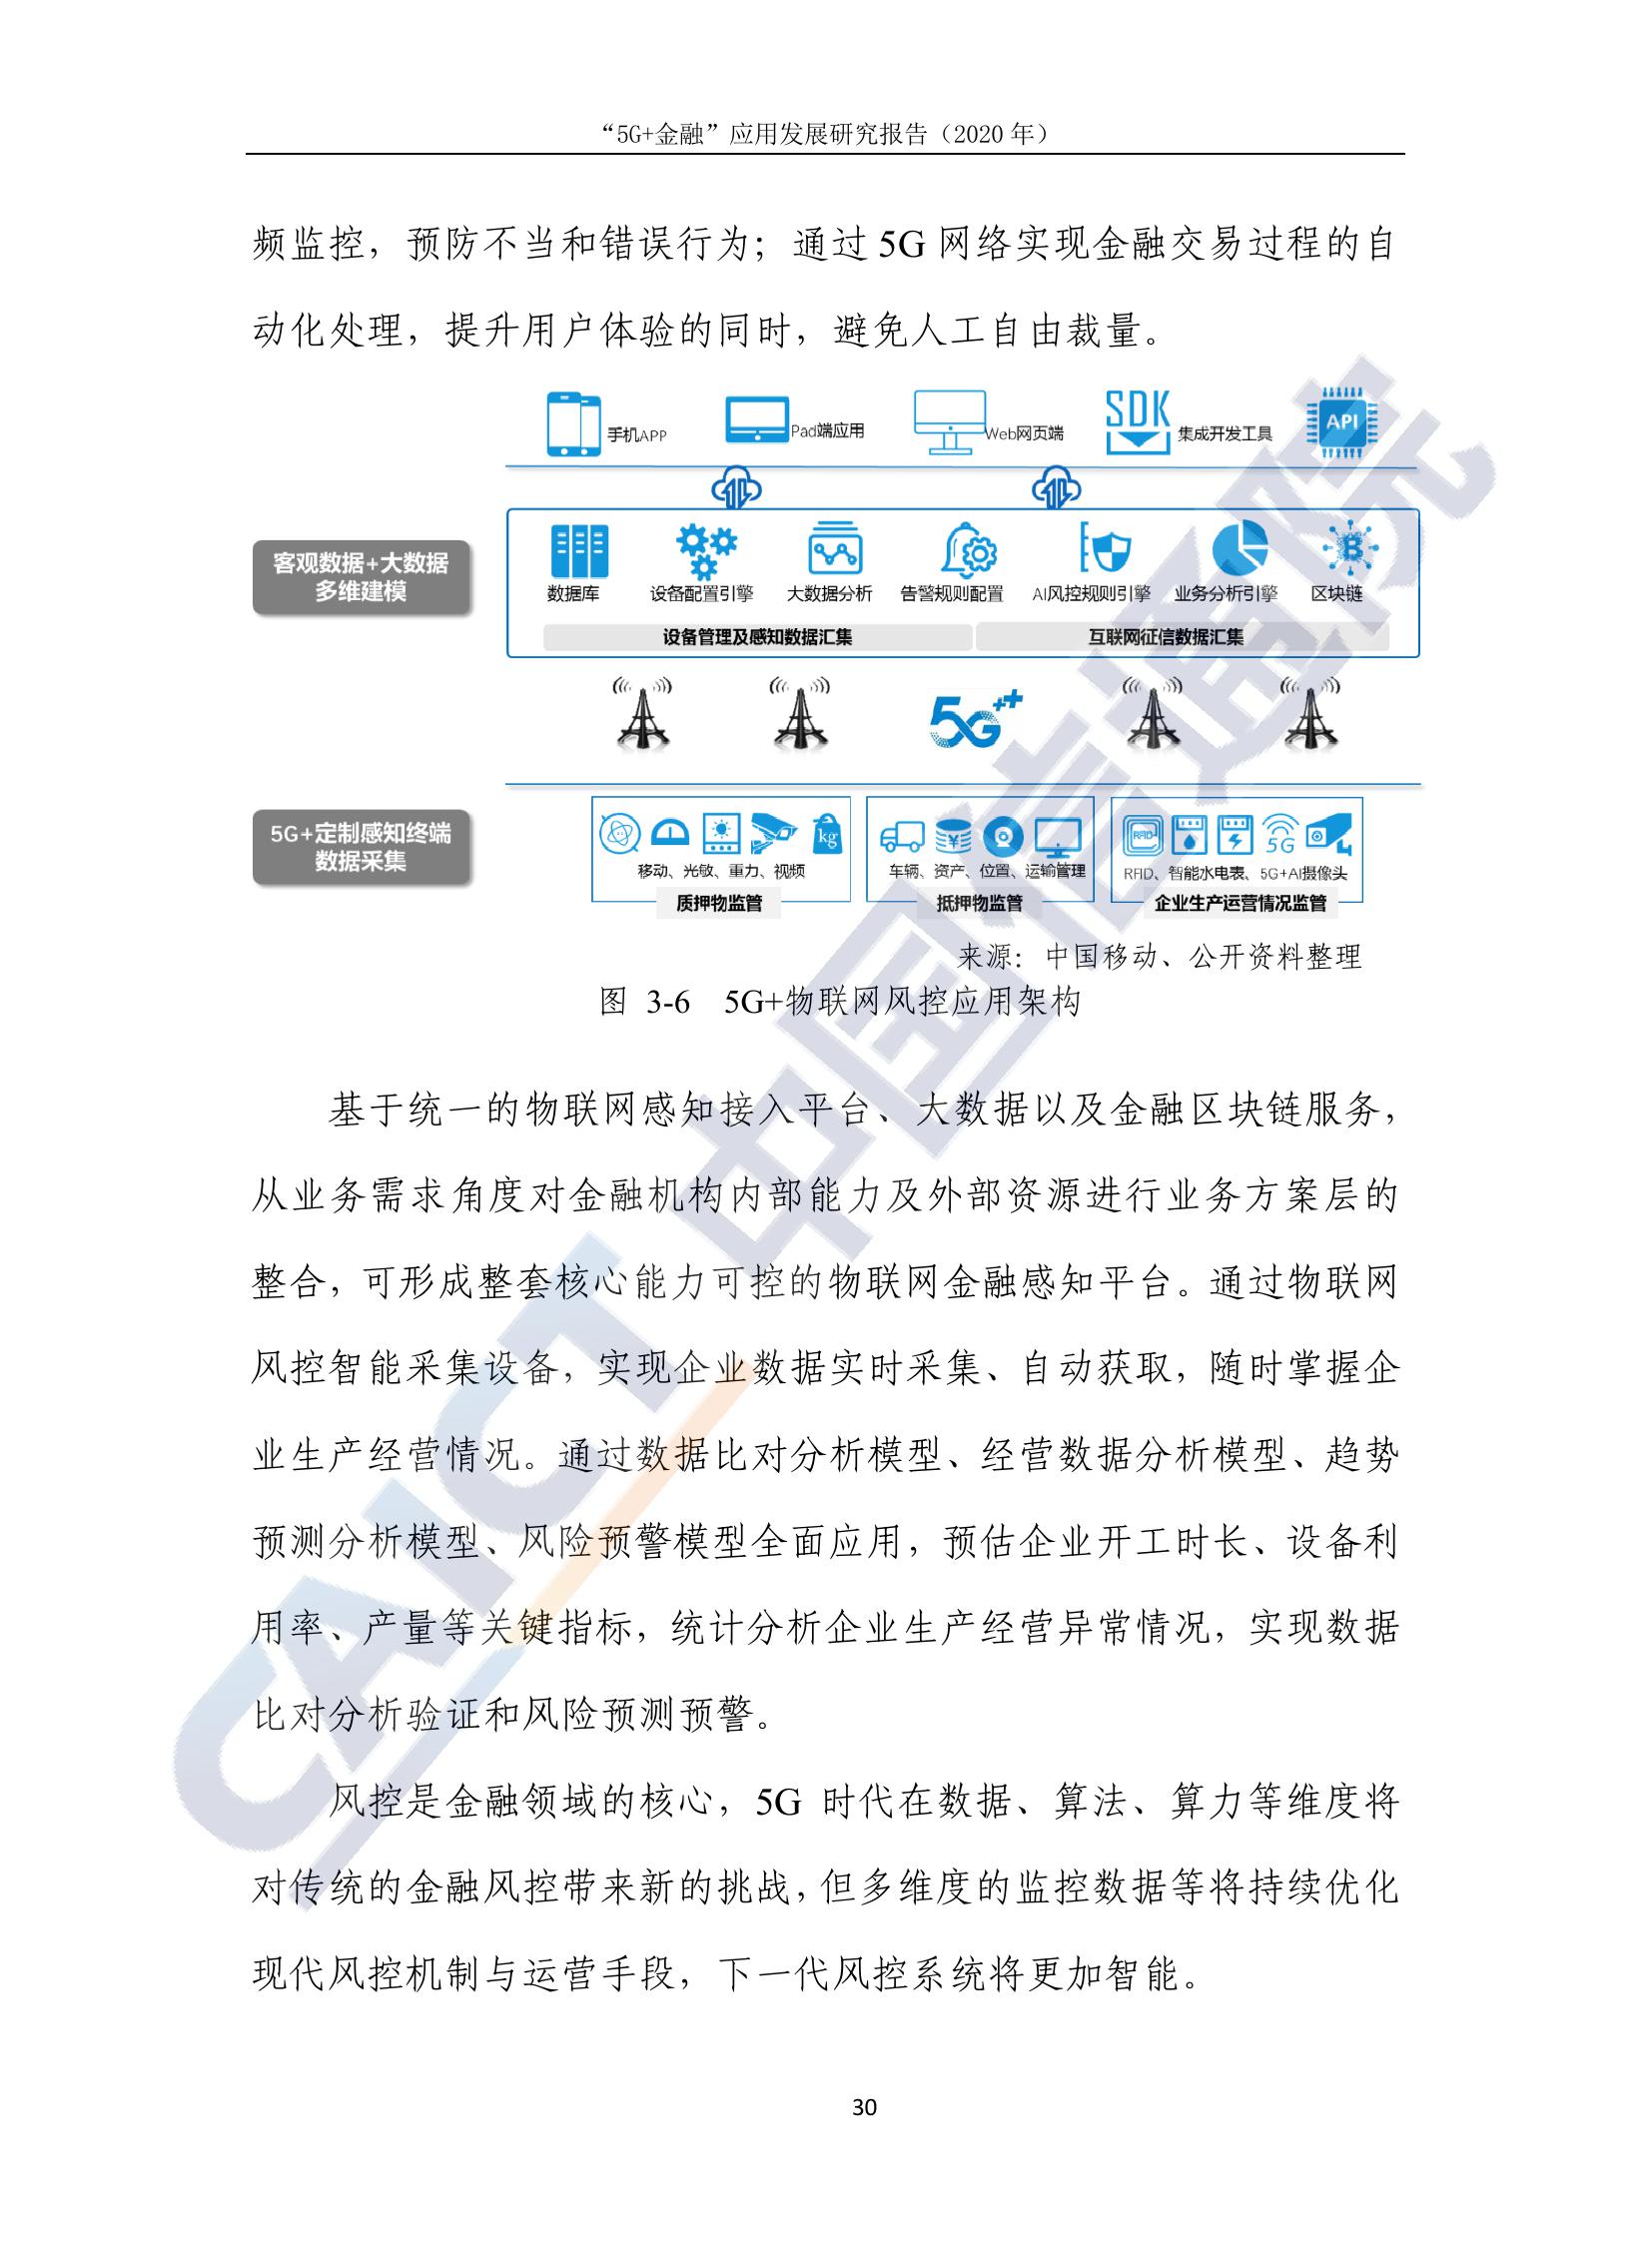 “5G+金融”应用发展研究报告（2020 年）
频监控，预防不当和错误行为；通过 5G 网络实现金融交易过程的自
动化处理，提升用户体验的同时，避免人工自由裁量。
手机APP
Pad端应用
Web网页端
SDK
集成开发工具
API
客观数据+大数据
多维建模
数据库
设备配置引擎
大数据分析
告警规则配置
AI风控规则引擎
业务分析引擎
区块链
设备管理及感知数据汇集
互联网征信数据汇集
5G++
5G+定制感知终端
数据采集
kg
移动、光敏、重力、视频
质押物监管
¥
车辆、资产、位置、运输管理
抵押物监管
RFID
5G
RFID、智能水电表、5G+AI摄像头
企业生产运营情况监管
来源：中国移动、公开资料整理
图 3-6 5G+物联网风控应用架构
基于统一的物联网感知接入平台、大数据以及金融区块链服务，
从业务需求角度对金融机构内部能力及外部资源进行业务方案层的
整合，可形成整套核心能力可控的物联网金融感知平台。通过物联网
风控智能采集设备，实现企业数据实时采集、自动获取，随时掌握企
业生产经营情况。通过数据比对分析模型、经营数据分析模型、趋势
预测分析模型、风险预警模型全面应用，预估企业开工时长、设备利
用率、产量等关键指标，统计分析企业生产经营异常情况，实现数据
比对分析验证和风险预测预警。
风控是金融领域的核心，5G 时代在数据、算法、算力等维度将
对传统的金融风控带来新的挑战，但多维度的监控数据等将持续优化
现代风控机制与运营手段，下一代风控系统将更加智能。
CAICT 中国信通院
30